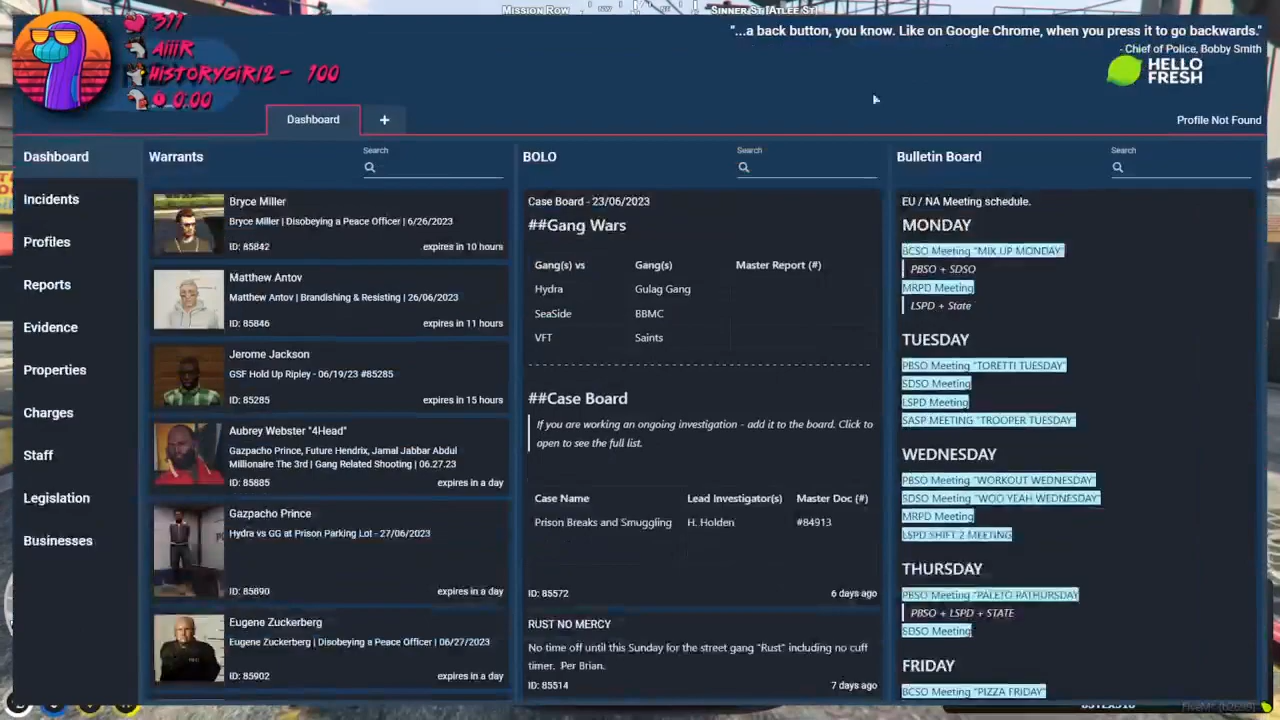 Mission Row
NW
Sinner St [Atlee St]
311
AiiiR
HiSTORYGiRl2 - 100
0:00
"...a back button, you know. Like on Google Chrome, when you press it to go backwards."
- Chief of Police, Bobby Smith
HELLO
FRESH
Dashboard
+
Profile Not Found
Dashboard
Incidents
Profiles
Reports
Evidence
Properties
Charges
Staff
Legislation
Businesses
Warrants
Search
Bryce Miller
Bryce Miller | Disobeying a Peace Officer | 6/26/2023
ID: 85842 expires in 10 hours
Matthew Antov
Matthew Antov | Brandishing & Resisting | 26/06/2023
ID: 85846 expires in 11 hours
Jerome Jackson
GSF Hold Up Ripley - 06/19/23 #85285
ID: 85285 expires in 15 hours
Aubrey Webster "4Head"
Gazpacho Prince, Future Hendrix, Jamal Jabbar Abdul
Millionaire The 3rd | Gang Related Shooting | 06.27.23
ID: 85885 expires in a day
Gazpacho Prince
Hydra vs GG at Prison Parking Lot - 27/06/2023
ID: 85890 expires in a day
Eugene Zuckerberg
Eugene Zuckerberg | Disobeying a Peace Officer | 06/27/2023
ID: 85902 expires in a day
BOLO
Search
Case Board - 23/06/2023
##Gang Wars
Gang(s) vs Gang(s) Master Report (#)
Hydra Gulag Gang
SeaSide BBMC
VFT Saints
##Case Board
If you are working an ongoing investigation - add it to the board. Click to
open to see the full list.
Case Name Lead Investigator(s) Master Doc (#)
Prison Breaks and Smuggling H. Holden #84913
ID: 85572 6 days ago
RUST NO MERCY
No time off until this Sunday for the street gang "Rust" including no cuff
timer. Per Brian.
ID: 85514 7 days ago
Bulletin Board
Search
EU / NA Meeting schedule.
MONDAY
BCSO Meeting "MIX UP MONDAY"
PBSO + SDSO
MRPD Meeting
LSPD + State
TUESDAY
PBSO Meeting "TORETTI TUESDAY"
SDSO Meeting
LSPD Meeting
SASP MEETING "TROOPER TUESDAY"
WEDNESDAY
PBSO Meeting "WORKOUT WEDNESDAY"
SDSO Meeting "WOO YEAH WEDNESDAY"
MRPD Meeting
LSPD SHIFT 2 MEETING
THURSDAY
PBSO Meeting "PALETO PATHURSDAY
PBSO + LSPD + STATE
SDSO Meeting
FRIDAY
BCSO Meeting "PIZZA FRIDAY"